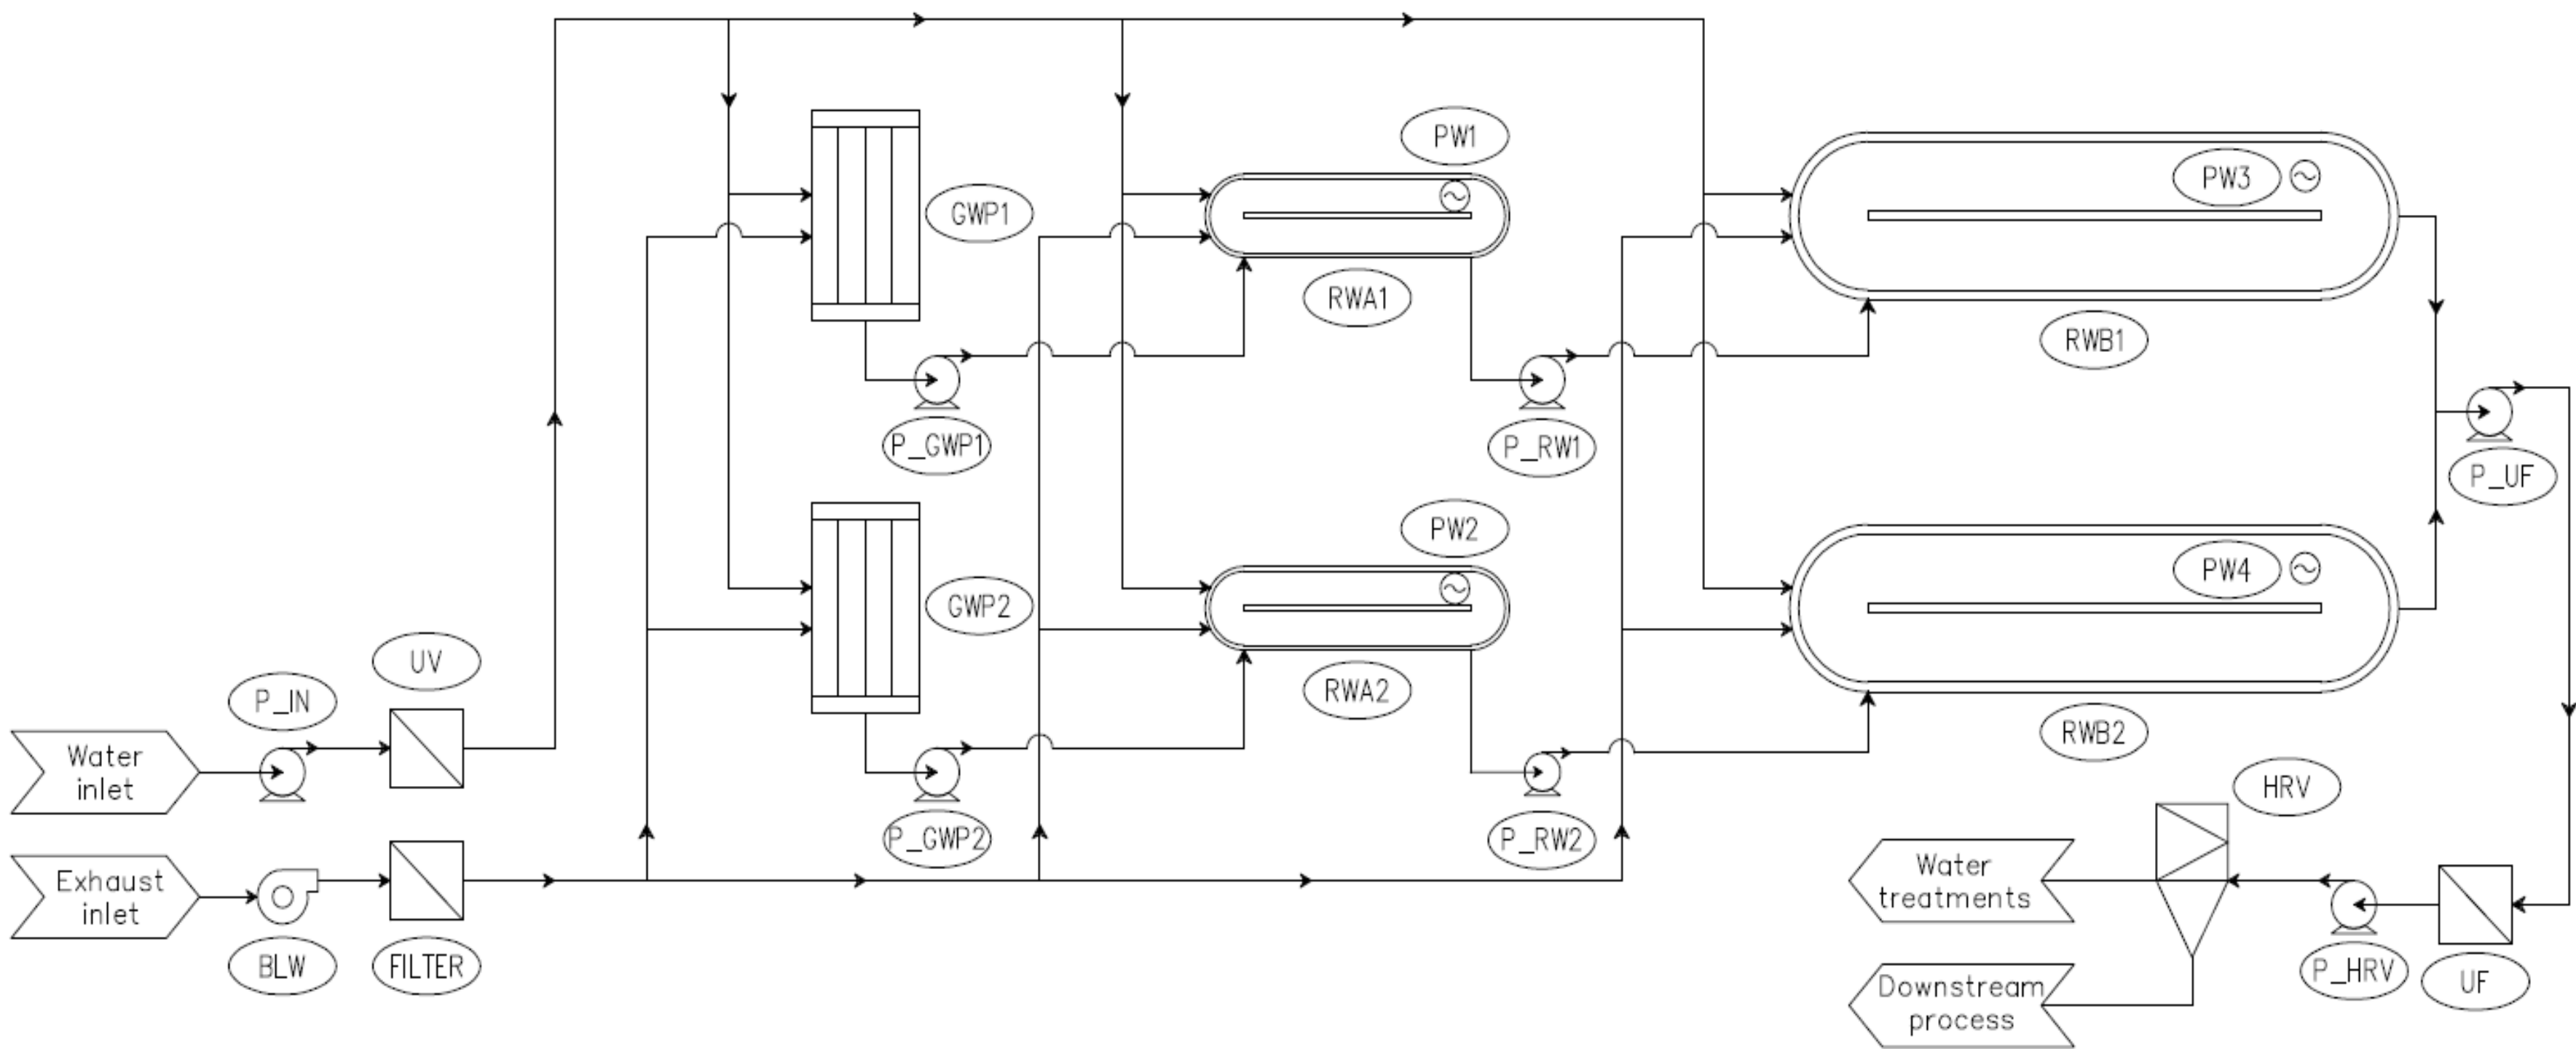 PW1
PW3
GWP1
RWA1
RWB1
P_GWP1
P_RW1
P_UF
PW2
PW4
GWP2
UV
RWA2
P_IN
RWB2
Water
inlet
HRV
P_GWP2
P_RW2
Exhaust
inlet
Water
treatments
BLW
FILTER
P_HRV
UF
Downstream
process